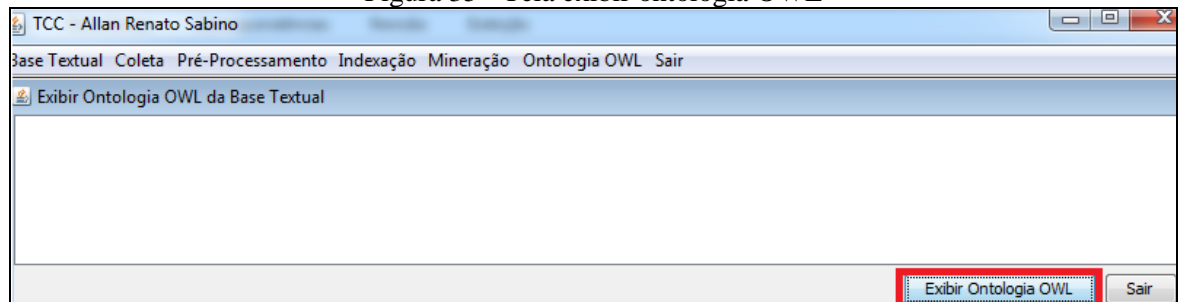 TCC - Allan Renato Sabino
Base Textual Coleta Pré-Processamento Indexação Mineração Ontologia OWL Sair
Exibir Ontologia OWL da Base Textual
Exibir Ontologia OWL Sair